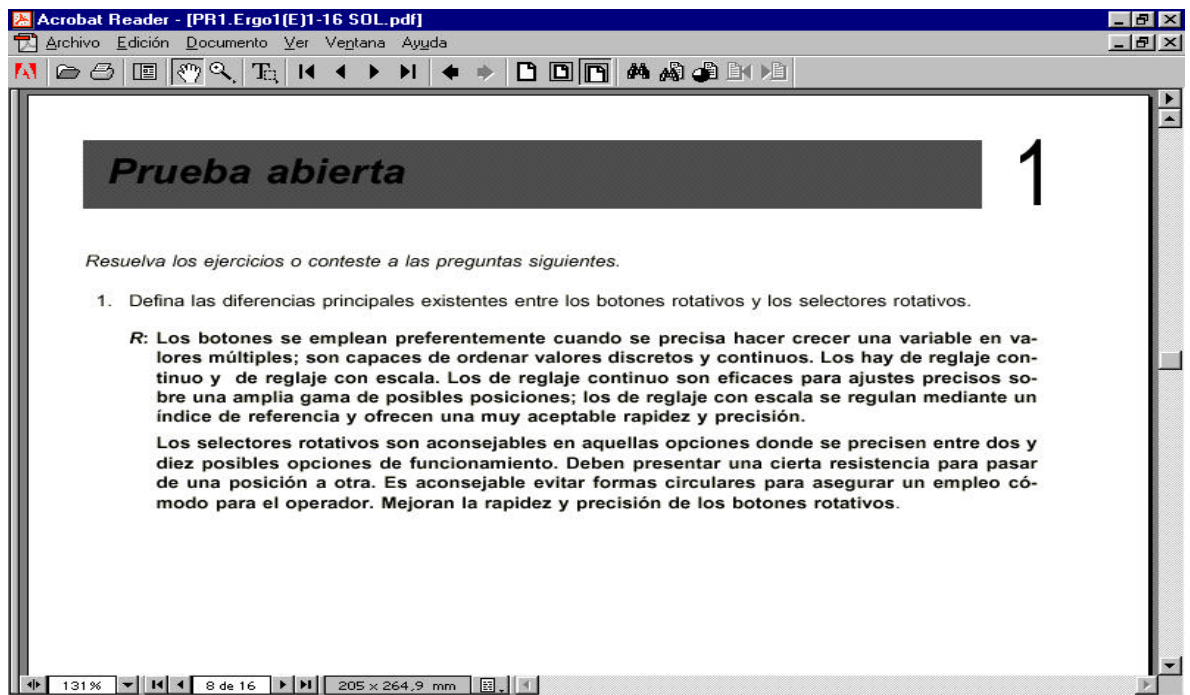 Acrobat Reader - [PR1.Ergo1(E)1-16 SOL.pdf]
Archivo Edición Documento Ver Ventana Ayuda
Prueba abierta
1
Resuelva los ejercicios o conteste a las preguntas siguientes.
1. Defina las diferencias principales existentes entre los botones rotativos y los selectores rotativos.
R: Los botones se emplean preferentemente cuando se precisa hacer crecer una variable en va-
lores múltiples; son capaces de ordenar valores discretos y continuos. Los hay de reglaje con-
tinuo y de reglaje con escala. Los de reglaje continuo son eficaces para ajustes precisos so-
bre una amplia gama de posibles posiciones; los de reglaje con escala se regulan mediante un
índice de referencia y ofrecen una muy aceptable rapidez y precisión.
Los selectores rotativos son aconsejables en aquellas opciones donde se precisen entre dos y
diez posibles opciones de funcionamiento. Deben presentar una cierta resistencia para pasar
de una posición a otra. Es aconsejable evitar formas circulares para asegurar un empleo có-
modo para el operador. Mejoran la rapidez y precisión de los botones rotativos.
131% 8 de 16 205 x 264,9 mm